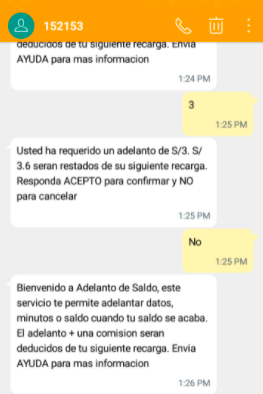 152153
deducidos de tu siguiente recarga. Envia
AYUDA para mas informacion
1:24 PM
3
1:25 PM
Usted ha requerido un adelanto de S/3. S/
3.6 seran restados de su siguiente recarga.
Responda ACEPTO para confirmar y NO
para cancelar
1:25 PM
No
1:25 PM
Bienvenido a Adelanto de Saldo, este
servicio te permite adelantar datos,
minutos o saldo cuando tu saldo se acaba.
El adelanto + una comision seran
deducidos de tu siguiente recarga. Envia
AYUDA para mas informacion
1:26 PM